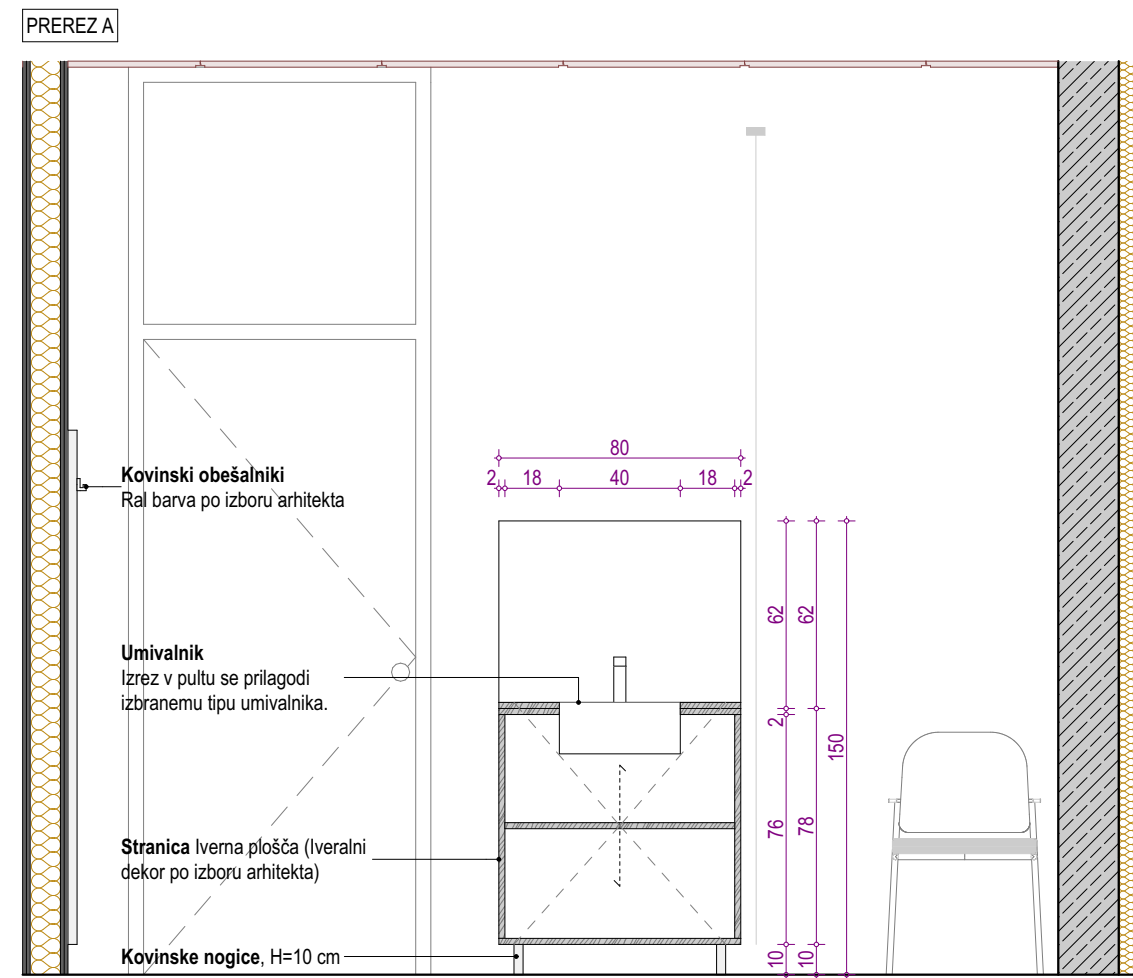 PREREZ A
80
2 18 40 18 2
Kovinski obešalniki
Ral barva po izboru arhitekta
62 62
Umivalnik
Izrez v pultu se prilagodi
izbranemu tipu umivalnika.
2
150
76 78
Stranica Iverna plošča (Iveralni
dekor po izboru arhitekta)
Kovinske nogice, H=10 cm
10 10